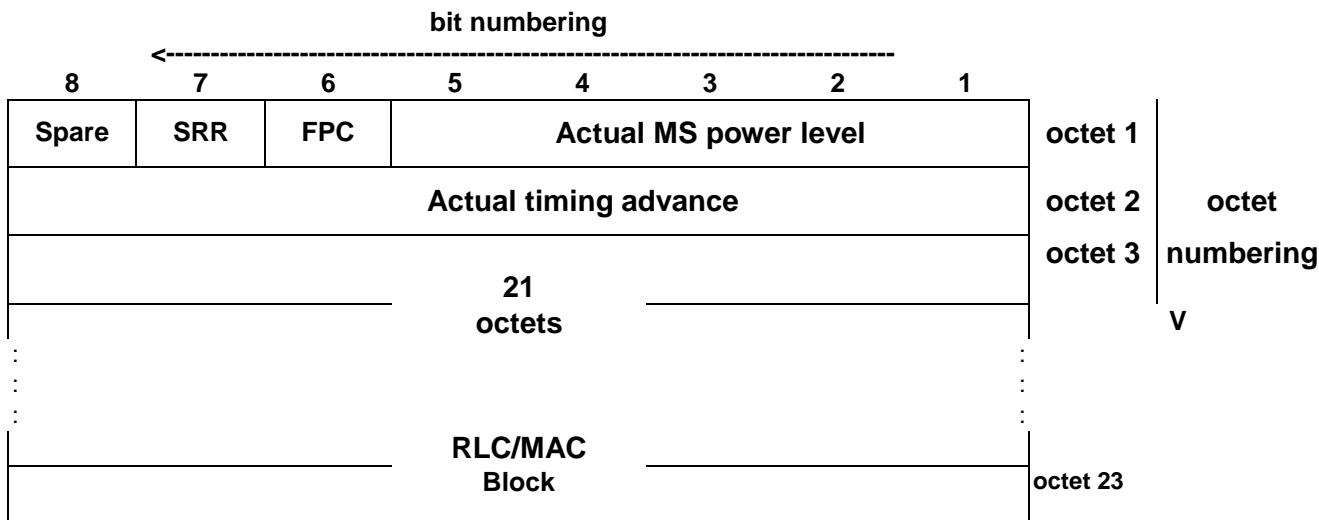 bit numbering
<--------------------------------------------------------------------------------
8 7 6 5 4 3 2 1
Spare SRR FPC Actual MS power level octet 1
Actual timing advance octet 2 octet
octet 3 numbering
21
octets
V
: :
: :
: :
RLC/MAC
Block octet 23